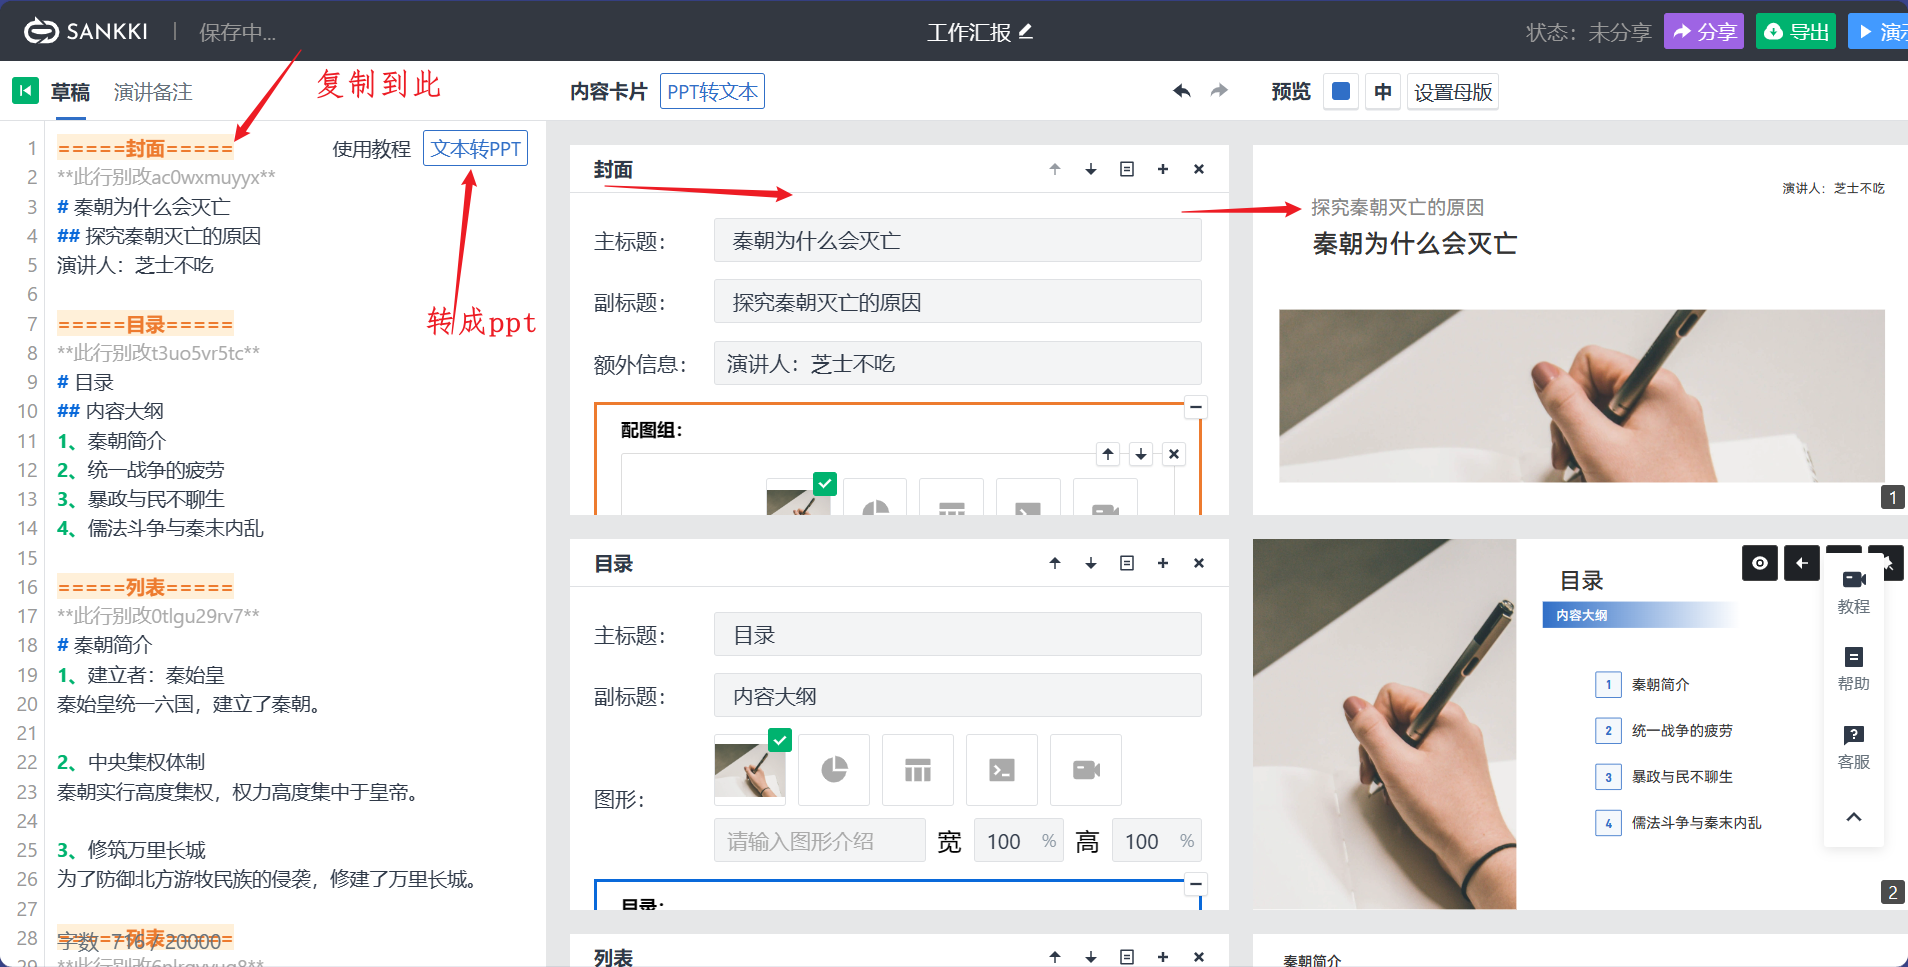 SANKKI
保存中...
工作汇报
状态：未分享
分享
导出
草稿
演讲备注
复制到此
内容卡片
PPT转文本
预览
中
设置母版
使用教程
文本转PPT
转成ppt
1 =====封面=====
2 **此行别改ac0wxmuyyx**
3 # 秦朝为什么会灭亡
4 ## 探究秦朝灭亡的原因
5 演讲人：芝士不吃
6
7 =====目录=====
8 **此行别改t3uo5vr5tc**
9 # 目录
10 ## 内容大纲
11 1、秦朝简介
12 2、统一战争的疲劳
13 3、暴政与民不聊生
14 4、儒法斗争与秦末内乱
15
16 =====列表=====
17 **此行别改0tlgu29rv7**
18 # 秦朝简介
19 1、建立者：秦始皇
20 秦始皇统一六国，建立了秦朝。
21
22 2、中央集权体制
23 秦朝实行高度集权，权力高度集中于皇帝。
24
25 3、修筑万里长城
26 为了防御北方游牧民族的侵袭，修建了万里长城。
27
28 =====列表=====
字数 716 / 20000
29
封面
主标题：
秦朝为什么会灭亡
副标题：
探究秦朝灭亡的原因
额外信息：
演讲人：芝士不吃
配图组：
目录
主标题：
目录
副标题：
内容大纲
图形：
请输入图形介绍
宽
100 %
高
100 %
目录：
列表
演讲人：芝士不吃
探究秦朝灭亡的原因
秦朝为什么会灭亡
1
目录
内容大纲
1 秦朝简介
2 统一战争的疲劳
3 暴政与民不聊生
4 儒法斗争与秦末内乱
2
教程
帮助
客服
秦朝简介